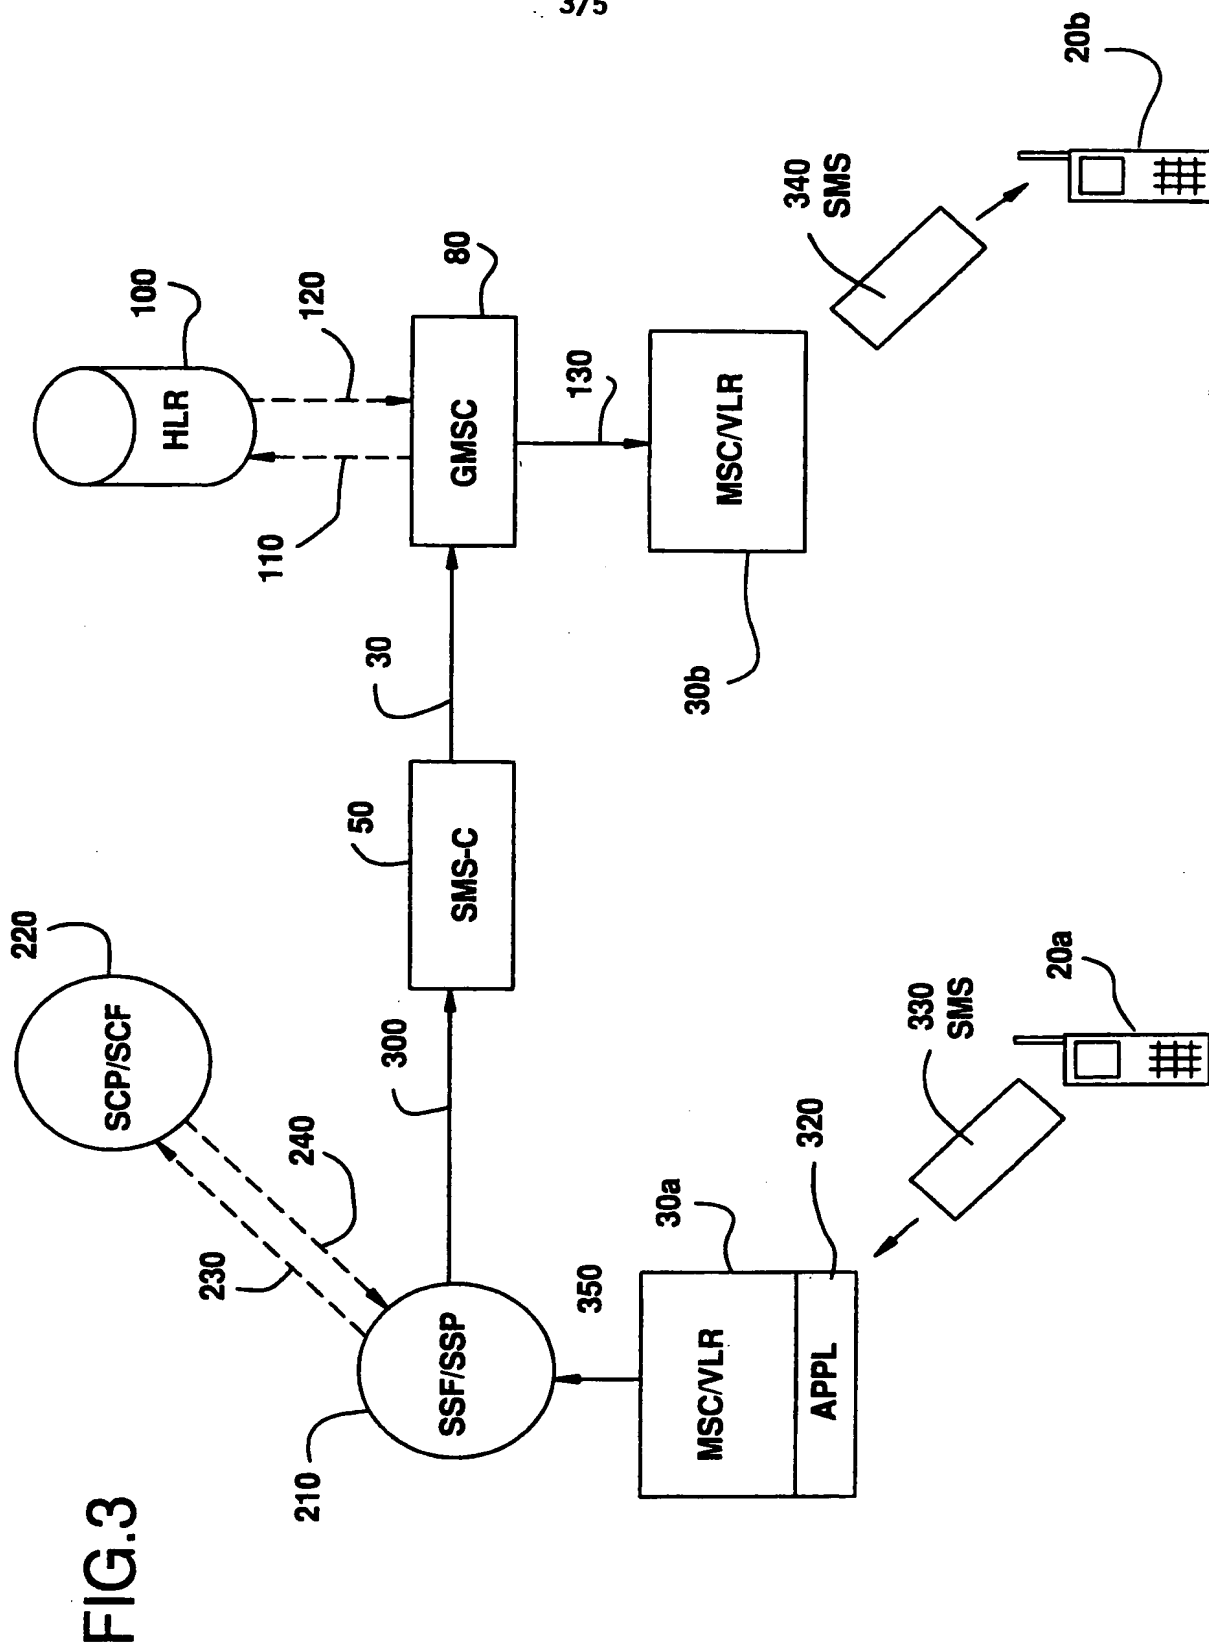 3/5
FIG.3
210
SSF/SSP
230
240
220
SCP/SCF
300
50
SMS-C
30
110
100
HLR
120
80
GMSC
130
MSC/VLR
30b
340
SMS
20b
350
30a
MSC/VLR
APPL
320
330
SMS
20a